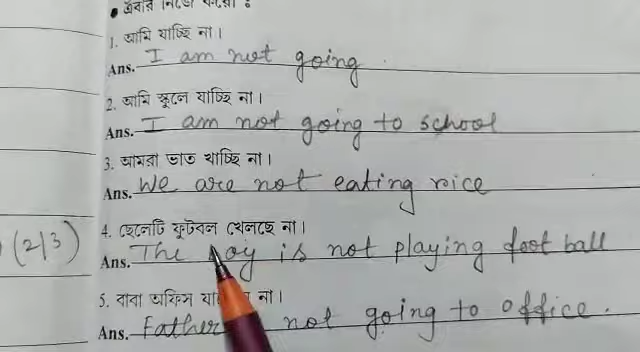 • এবার নিজে করো :
1. আমি যাচ্ছি না।
Ans. I am not going
2. আমি স্কুলে যাচ্ছি না।
Ans. I am not going to school
3. আমরা ভাত খাচ্ছি না।
Ans. We are not eating rice
4. ছেলেটি ফুটবল খেলছে না।
(2/3)
Ans. The boy is not playing foot ball
5. বাবা অফিস না।
Ans. Father not going to office.